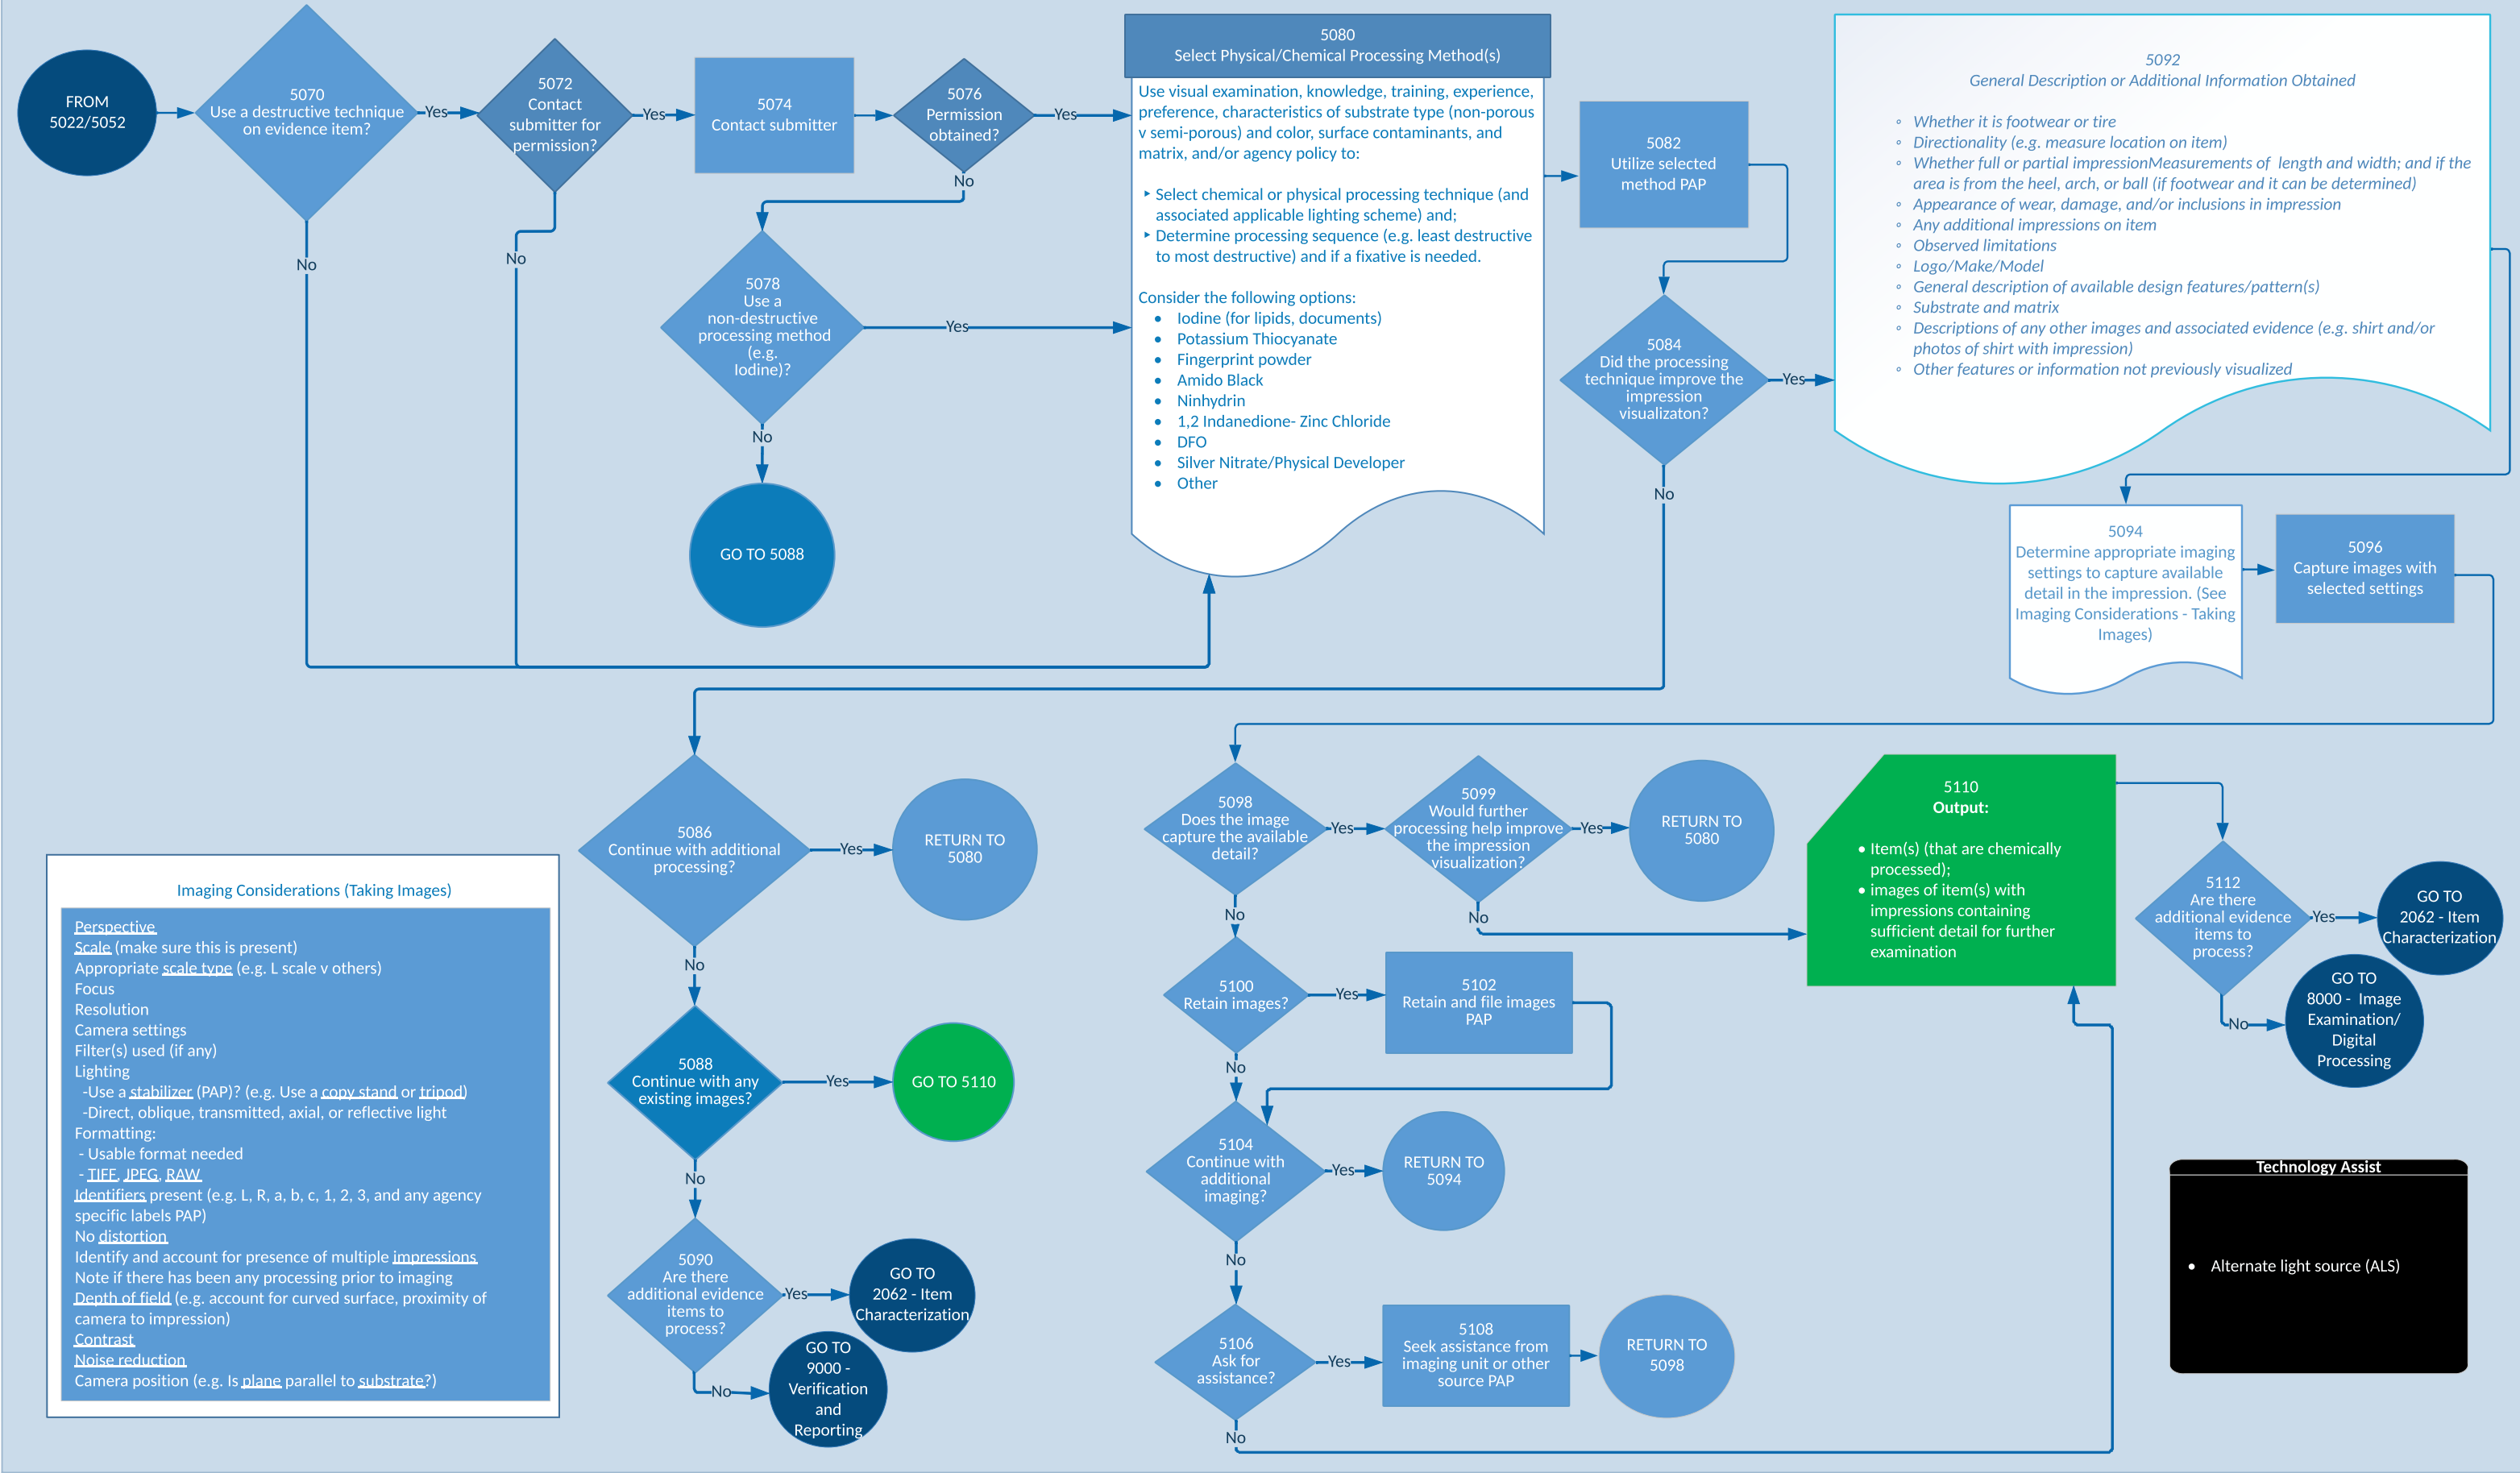 FROM
5022/5052
5070
Use a destructive technique
on evidence item?
Yes
No
5072
Contact
submitter for
permission?
Yes
No
5074
Contact submitter
5076
Permission
obtained?
Yes
No
5078
Use a
non-destructive
processing method
(e.g.
Iodine)?
Yes
No
GO TO 5088
5080
Select Physical/Chemical Processing Method(s)
Use visual examination, knowledge, training, experience,
preference, characteristics of substrate type (non-porous
v semi-porous) and color, surface contaminants, and
matrix, and/or agency policy to:
‣ Select chemical or physical processing technique (and
associated applicable lighting scheme) and;
‣ Determine processing sequence (e.g. least destructive
to most destructive) and if a fixative is needed.
Consider the following options:
• Iodine (for lipids, documents)
• Potassium Thiocyanate
• Fingerprint powder
• Amido Black
• Ninhydrin
• 1,2 Indanedione- Zinc Chloride
• DFO
• Silver Nitrate/Physical Developer
• Other
5082
Utilize selected
method PAP
5084
Did the processing
technique improve the
impression
visualizaton?
Yes
No
5092
General Description or Additional Information Obtained
◦ Whether it is footwear or tire
◦ Directionality (e.g. measure location on item)
◦ Whether full or partial impressionMeasurements of  length and width; and if the
area is from the heel, arch, or ball (if footwear and it can be determined)
◦ Appearance of wear, damage, and/or inclusions in impression
◦ Any additional impressions on item
◦ Observed limitations
◦ Logo/Make/Model
◦ General description of available design features/pattern(s)
◦ Substrate and matrix
◦ Descriptions of any other images and associated evidence (e.g. shirt and/or
photos of shirt with impression)
◦ Other features or information not previously visualized
5094
Determine appropriate imaging
settings to capture available
detail in the impression. (See
Imaging Considerations - Taking
Images)
5096
Capture images with
selected settings
5086
Continue with additional
processing?
Yes
No
RETURN TO
5080
5088
Continue with any
existing images?
Yes
No
GO TO 5110
5090
Are there
additional evidence
items to
process?
Yes
No
GO TO
2062 - Item
Characterization
GO TO
9000 -
Verification
and
Reporting
5098
Does the image
capture the available
detail?
Yes
No
5099
Would further
processing help improve
the impression
visualization?
Yes
No
RETURN TO
5080
5100
Retain images?
Yes
No
5102
Retain and file images
PAP
5104
Continue with
additional
imaging?
Yes
No
RETURN TO
5094
5106
Ask for
assistance?
Yes
No
5108
Seek assistance from
imaging unit or other
source PAP
RETURN TO
5098
5110
Output:
• Item(s) (that are chemically
processed);
• images of item(s) with
impressions containing
sufficient detail for further
examination
5112
Are there
additional evidence
items to
process?
Yes
No
GO TO
2062 - Item
Characterization
GO TO
8000 -  Image
Examination/
Digital
Processing
Imaging Considerations (Taking Images)
Perspective
Scale (make sure this is present)
Appropriate scale type (e.g. L scale v others)
Focus
Resolution
Camera settings
Filter(s) used (if any)
Lighting
-Use a stabilizer (PAP)? (e.g. Use a copy stand or tripod)
-Direct, oblique, transmitted, axial, or reflective light
Formatting:
- Usable format needed
- TIFF, JPEG, RAW
Identifiers present (e.g. L, R, a, b, c, 1, 2, 3, and any agency
specific labels PAP)
No distortion
Identify and account for presence of multiple impressions
Note if there has been any processing prior to imaging
Depth of field (e.g. account for curved surface, proximity of
camera to impression)
Contrast
Noise reduction
Camera position (e.g. Is plane parallel to substrate?)
Technology Assist
• Alternate light source (ALS)